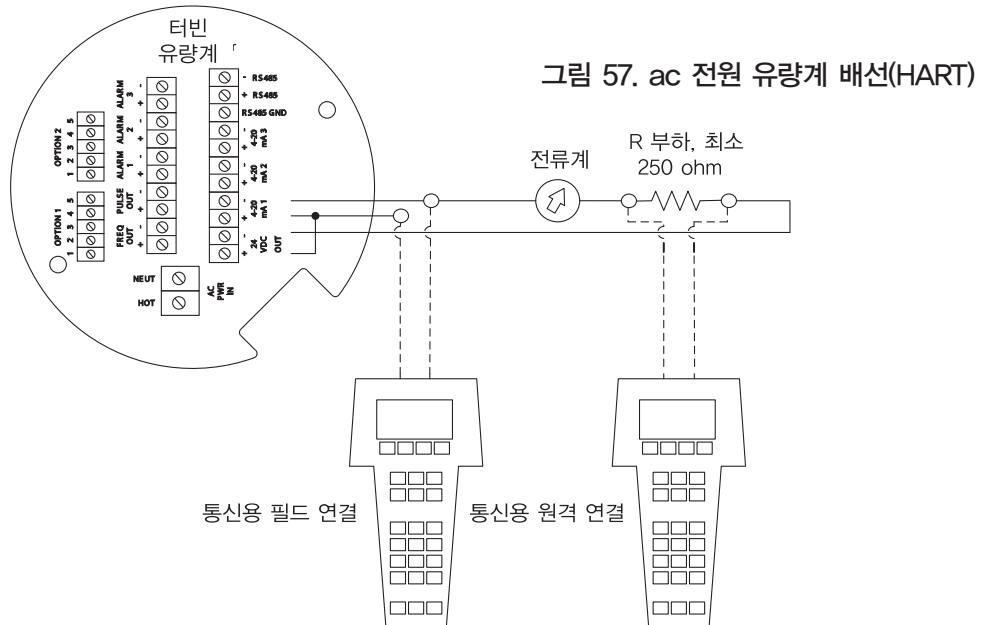 터빈
유량계 「
그림 57. ac 전원 유량계 배선(HART)
- RS485
+ RS485
RS485 GND
- 4-20
+ mA 3
- 4-20
+ mA 2
- 4-20
+ mA 1
- 24
+ VDC
OUT
ALARM
3
- +
ALARM
2
- +
ALARM
1
- +
PULSE
OUT
- +
FREQ
OUT
- +
OPTION 2
1 2 3 4 5
OPTION 1
1 2 3 4 5
NEUT
HOT
AC
PWR
IN
전류계
R 부하, 최소
250 ohm
통신용 필드 연결
통신용 원격 연결